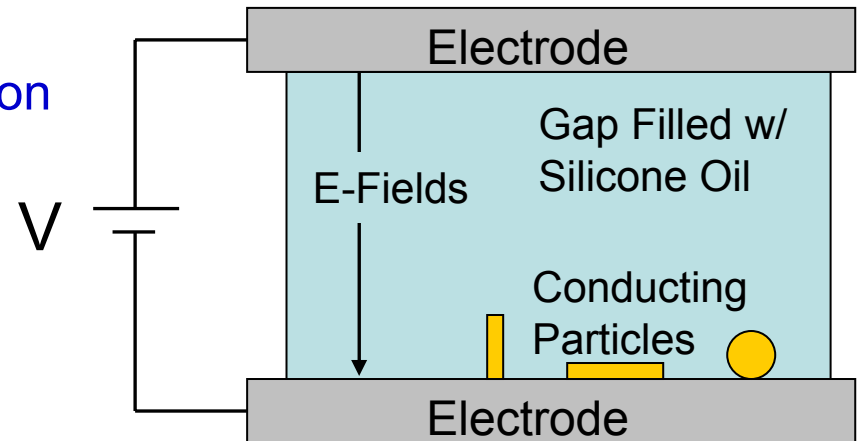 Electrode
on
Gap Filled w/
Silicone Oil
E-Fields
V
Conducting
Particles
Electrode